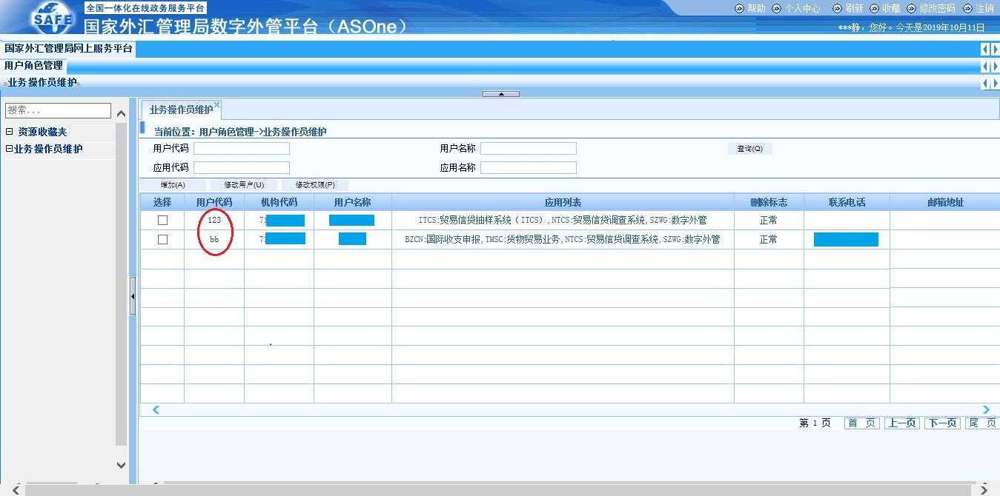 全国一体化在线政务服务平台
SAFE
国家外汇管理局数字外管平台（ASOne）
帮助 个人中心 刷新 收藏 修改密码 注销
***静，您好。今天是2019年10月11日
国家外汇管理局网上服务平台
用户角色管理
»业务操作员维护»
搜索...
资源收藏夹
业务操作员维护
业务操作员维护
当前位置：用户角色管理->业务操作员维护
用户代码 用户名称 查询(Q)
应用代码 应用名称
增加(A) 修改用户(U) 修改权限(P)
选择 用户代码 机构代码 用户名称 应用列表 删除标志 联系电话 邮箱地址
123 71 ITCS:贸易信贷抽样系统（ITCS）,NTCS:贸易信贷调查系统,SZWG:数字外管 正常
bb 71 BZCN:国际收支申报,TMSC:货物贸易业务,NTCS:贸易信贷调查系统,SZWG:数字外管 正常
第 1 页 首 页 上一页 下一页 尾 页